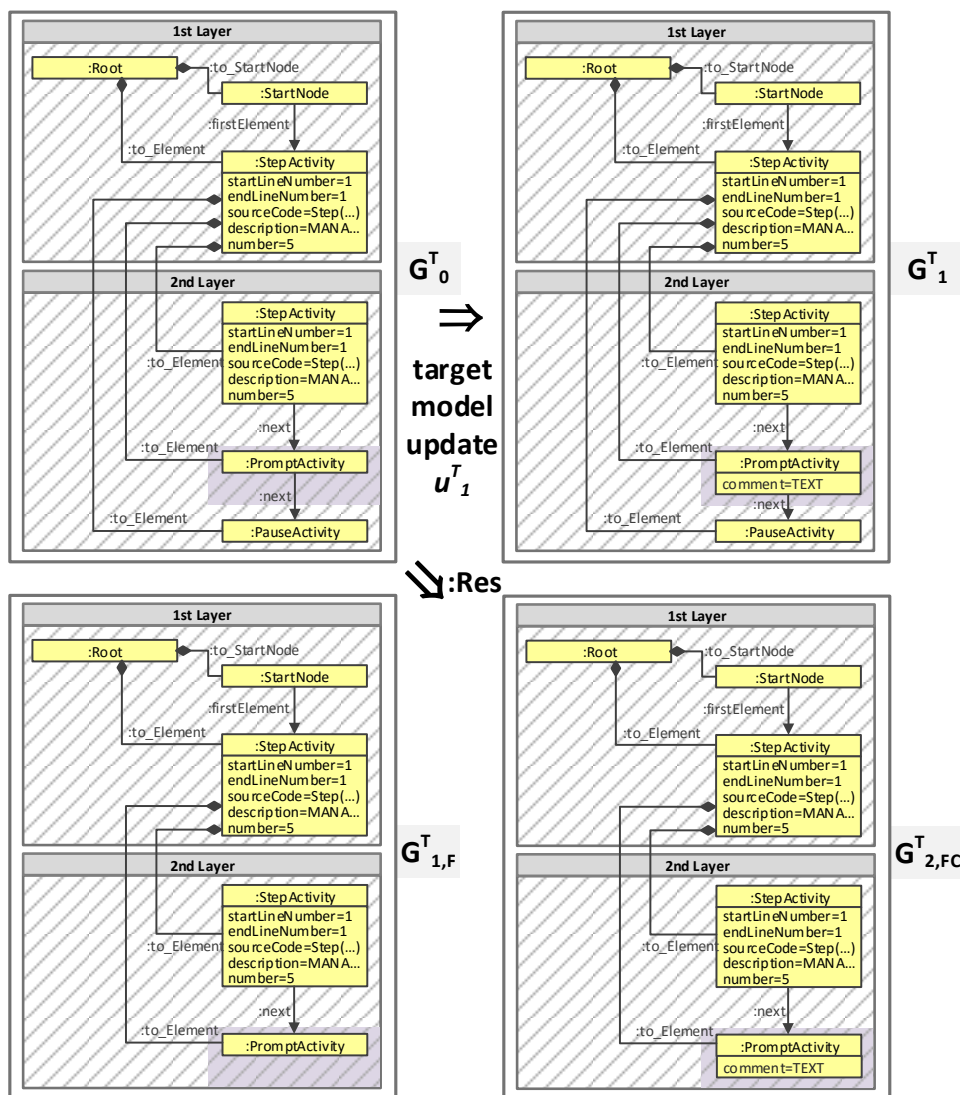 1st Layer
:Root
:to_StartNode
:StartNode
:firstElement
:to_Element
:StepActivity
startLineNumber=1
endLineNumber=1
sourceCode=Step(...)
description=MANA...
number=5
2nd Layer
:StepActivity
startLineNumber=1
endLineNumber=1
:to_Element
sourceCode=Step(...)
description=MANA...
number=5
:next
:to_Element
:PromptActivity
:next
:to_Element
:PauseActivity
G^T_0
⇒
target
model
update
u^T_1
1st Layer
:Root
:to_StartNode
:StartNode
:firstElement
:to_Element
:StepActivity
startLineNumber=1
endLineNumber=1
sourceCode=Step(...)
description=MANA...
number=5
2nd Layer
:StepActivity
startLineNumber=1
endLineNumber=1
:to_Element
sourceCode=Step(...)
description=MANA...
number=5
:next
:to_Element
:PromptActivity
comment=TEXT
:next
:to_Element
:PauseActivity
G^T_1
:Res
1st Layer
:Root
:to_StartNode
:StartNode
:firstElement
:to_Element
:StepActivity
startLineNumber=1
endLineNumber=1
sourceCode=Step(...)
description=MANA...
number=5
2nd Layer
:StepActivity
startLineNumber=1
endLineNumber=1
:to_Element
sourceCode=Step(...)
description=MANA...
number=5
:next
:to_Element
:PromptActivity
G^T_1,F
1st Layer
:Root
:to_StartNode
:StartNode
:firstElement
:to_Element
:StepActivity
startLineNumber=1
endLineNumber=1
sourceCode=Step(...)
description=MANA...
number=5
2nd Layer
:StepActivity
startLineNumber=1
endLineNumber=1
:to_Element
sourceCode=Step(...)
description=MANA...
number=5
:next
:to_Element
:PromptActivity
comment=TEXT
G^T_2,FC